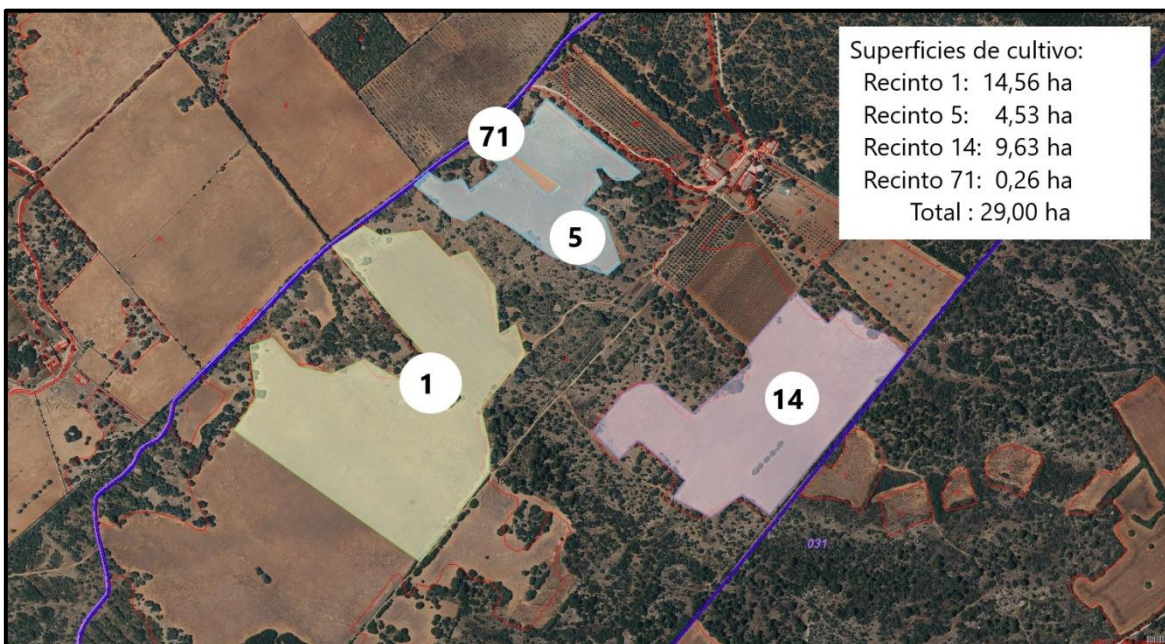 Superficies de cultivo:
Recinto 1: 14,56 ha
Recinto 5: 4,53 ha
Recinto 14: 9,63 ha
Recinto 71: 0,26 ha
Total : 29,00 ha
71
5
1
14
031